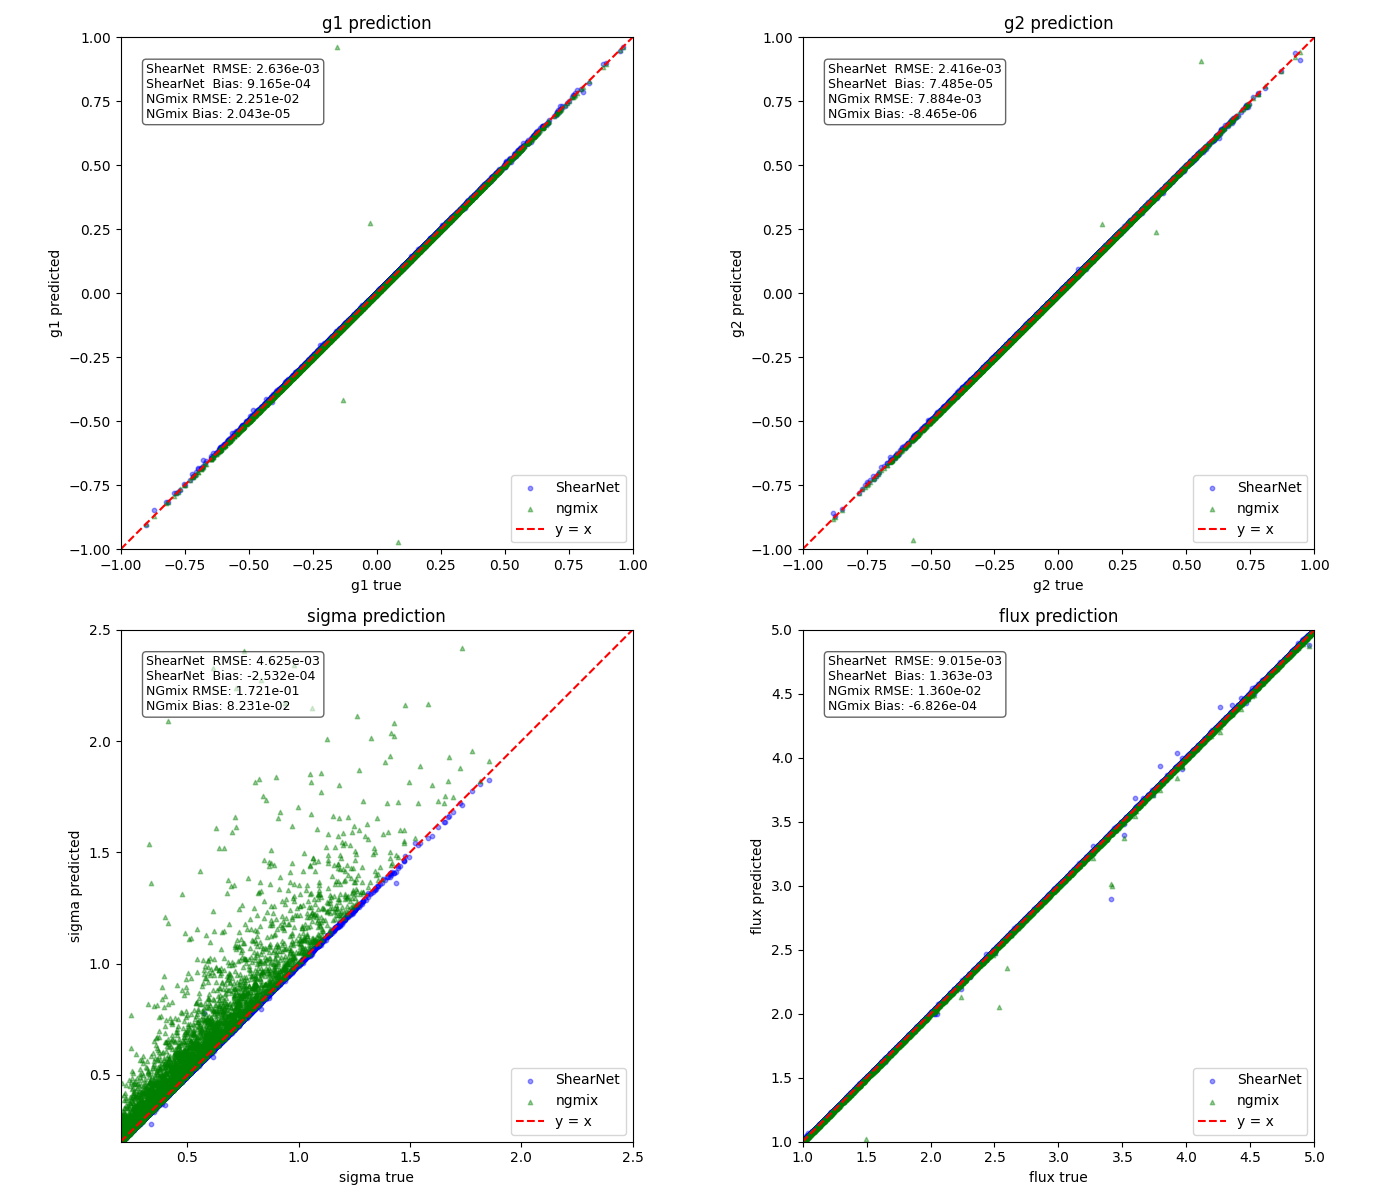 g1 prediction
1.00
0.75
0.50
0.25
0.00
−0.25
−0.50
−0.75
−1.00
g1 predicted
ShearNet  RMSE: 2.636e-03
ShearNet  Bias: 9.165e-04
NGmix RMSE: 2.251e-02
NGmix Bias: 2.043e-05
ShearNet
ngmix
y = x
−1.00 −0.75 −0.50 −0.25 0.00 0.25 0.50 0.75 1.00
g1 true
g2 prediction
1.00
0.75
0.50
0.25
0.00
−0.25
−0.50
−0.75
−1.00
g2 predicted
ShearNet  RMSE: 2.416e-03
ShearNet  Bias: 7.485e-05
NGmix RMSE: 7.884e-03
NGmix Bias: -8.465e-06
ShearNet
ngmix
y = x
−1.00 −0.75 −0.50 −0.25 0.00 0.25 0.50 0.75 1.00
g2 true
sigma prediction
2.5
2.0
1.5
1.0
0.5
sigma predicted
ShearNet  RMSE: 4.625e-03
ShearNet  Bias: -2.532e-04
NGmix RMSE: 1.721e-01
NGmix Bias: 8.231e-02
ShearNet
ngmix
y = x
0.5 1.0 1.5 2.0 2.5
sigma true
flux prediction
5.0
4.5
4.0
3.5
3.0
2.5
2.0
1.5
1.0
flux predicted
ShearNet  RMSE: 9.015e-03
ShearNet  Bias: 1.363e-03
NGmix RMSE: 1.360e-02
NGmix Bias: -6.826e-04
ShearNet
ngmix
y = x
1.0 1.5 2.0 2.5 3.0 3.5 4.0 4.5 5.0
flux true